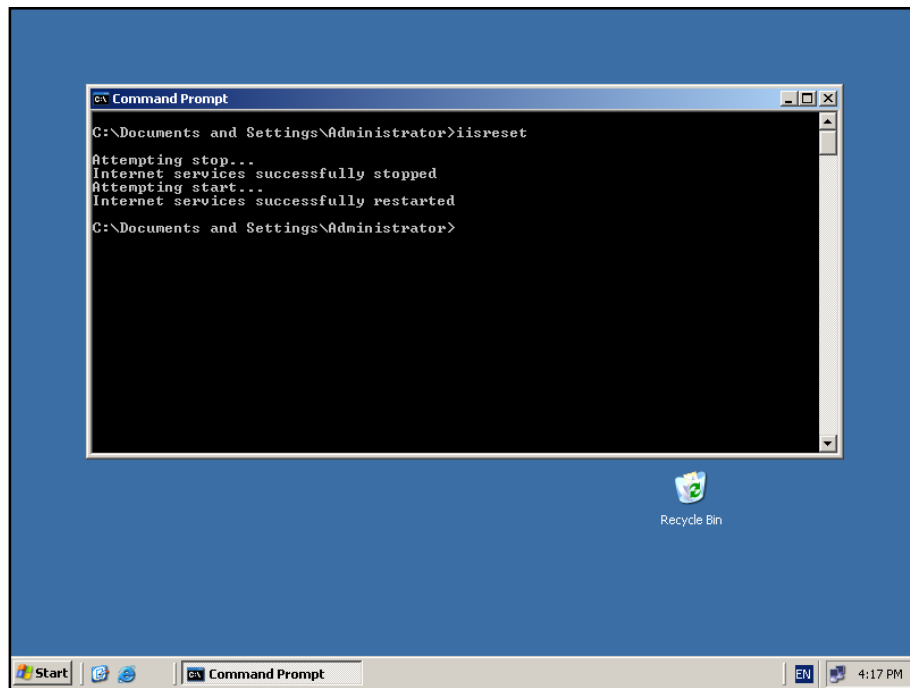 Command Prompt
C:\Documents and Settings\Administrator>iisreset
Attempting stop...
Internet services successfully stopped
Attempting start...
Internet services successfully restarted
C:\Documents and Settings\Administrator>
Recycle Bin
Start
Command Prompt
EN
4:17 PM